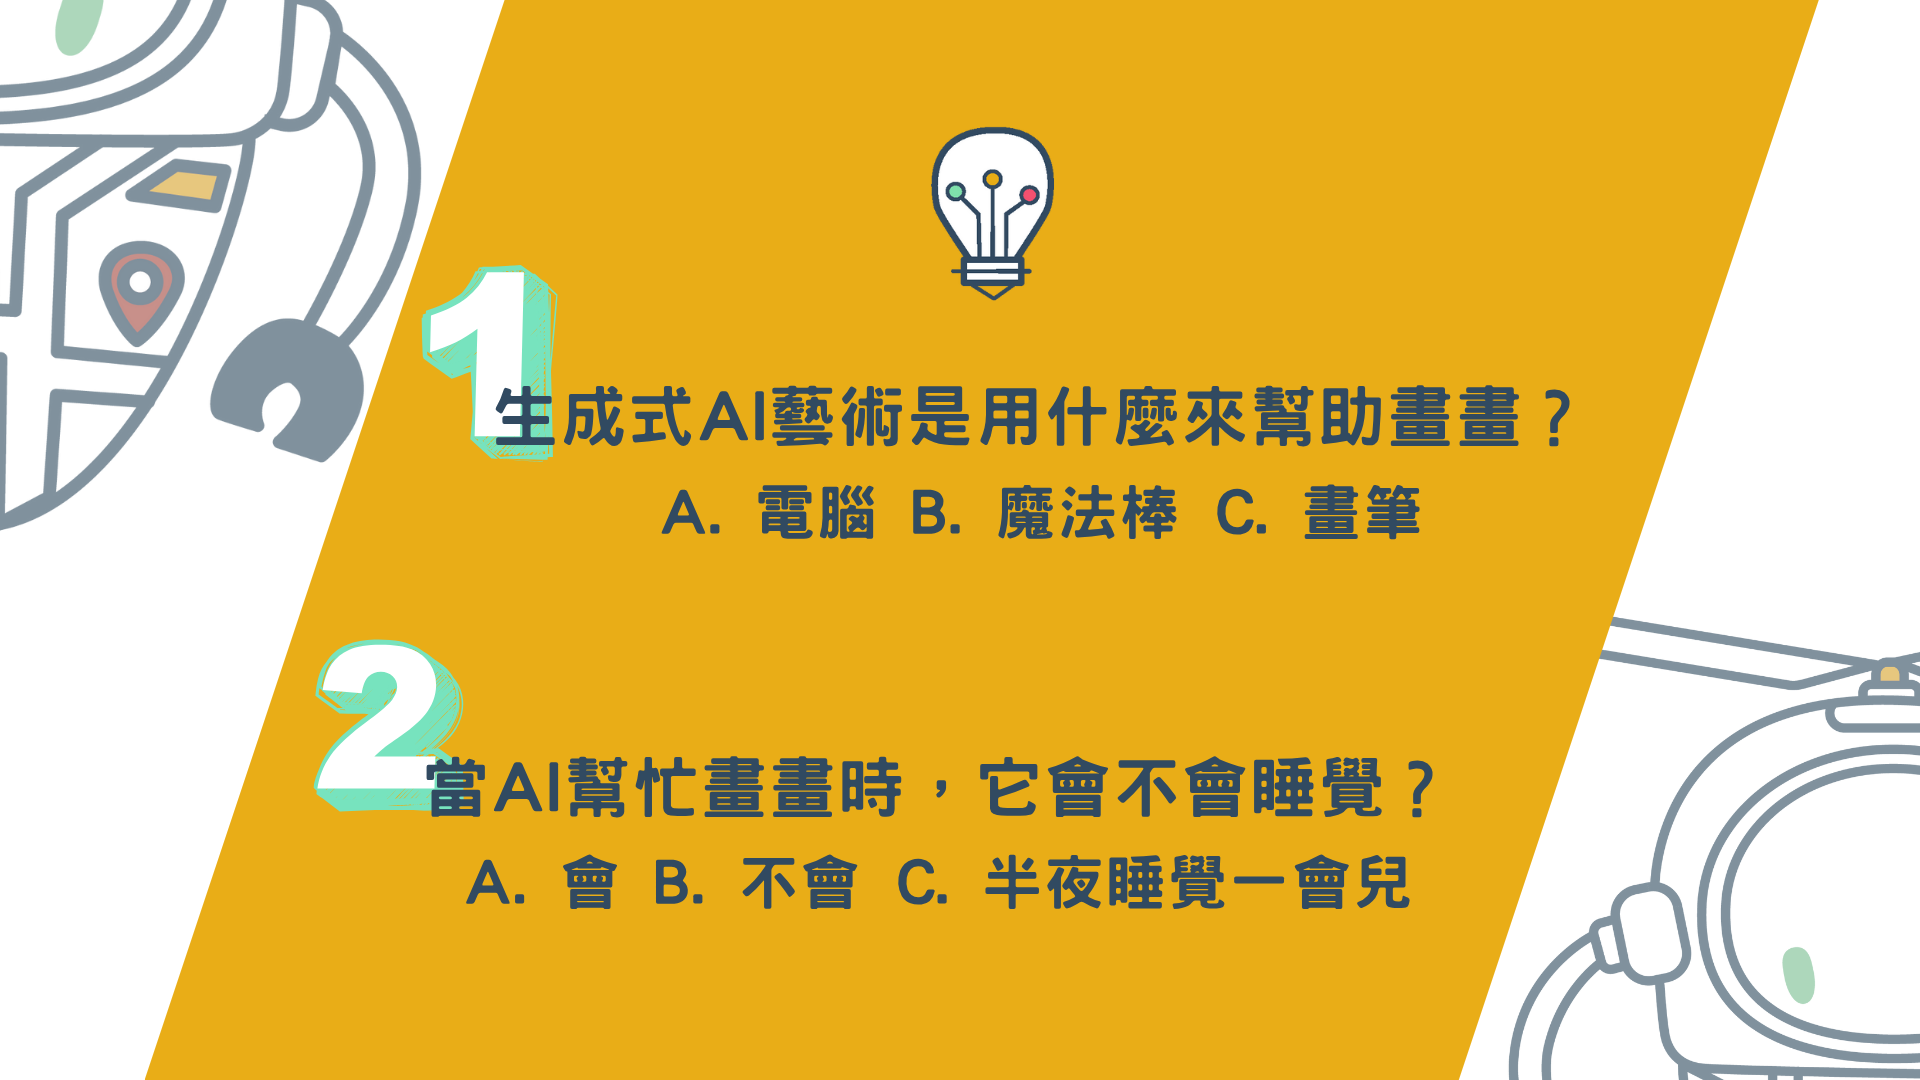 1
生成式AI藝術是用什麼來幫助畫畫？
A. 電腦 B. 魔法棒 C. 畫筆
2
當AI幫忙畫畫時，它會不會睡覺？
A. 會 B. 不會 C. 半夜睡覺一會兒